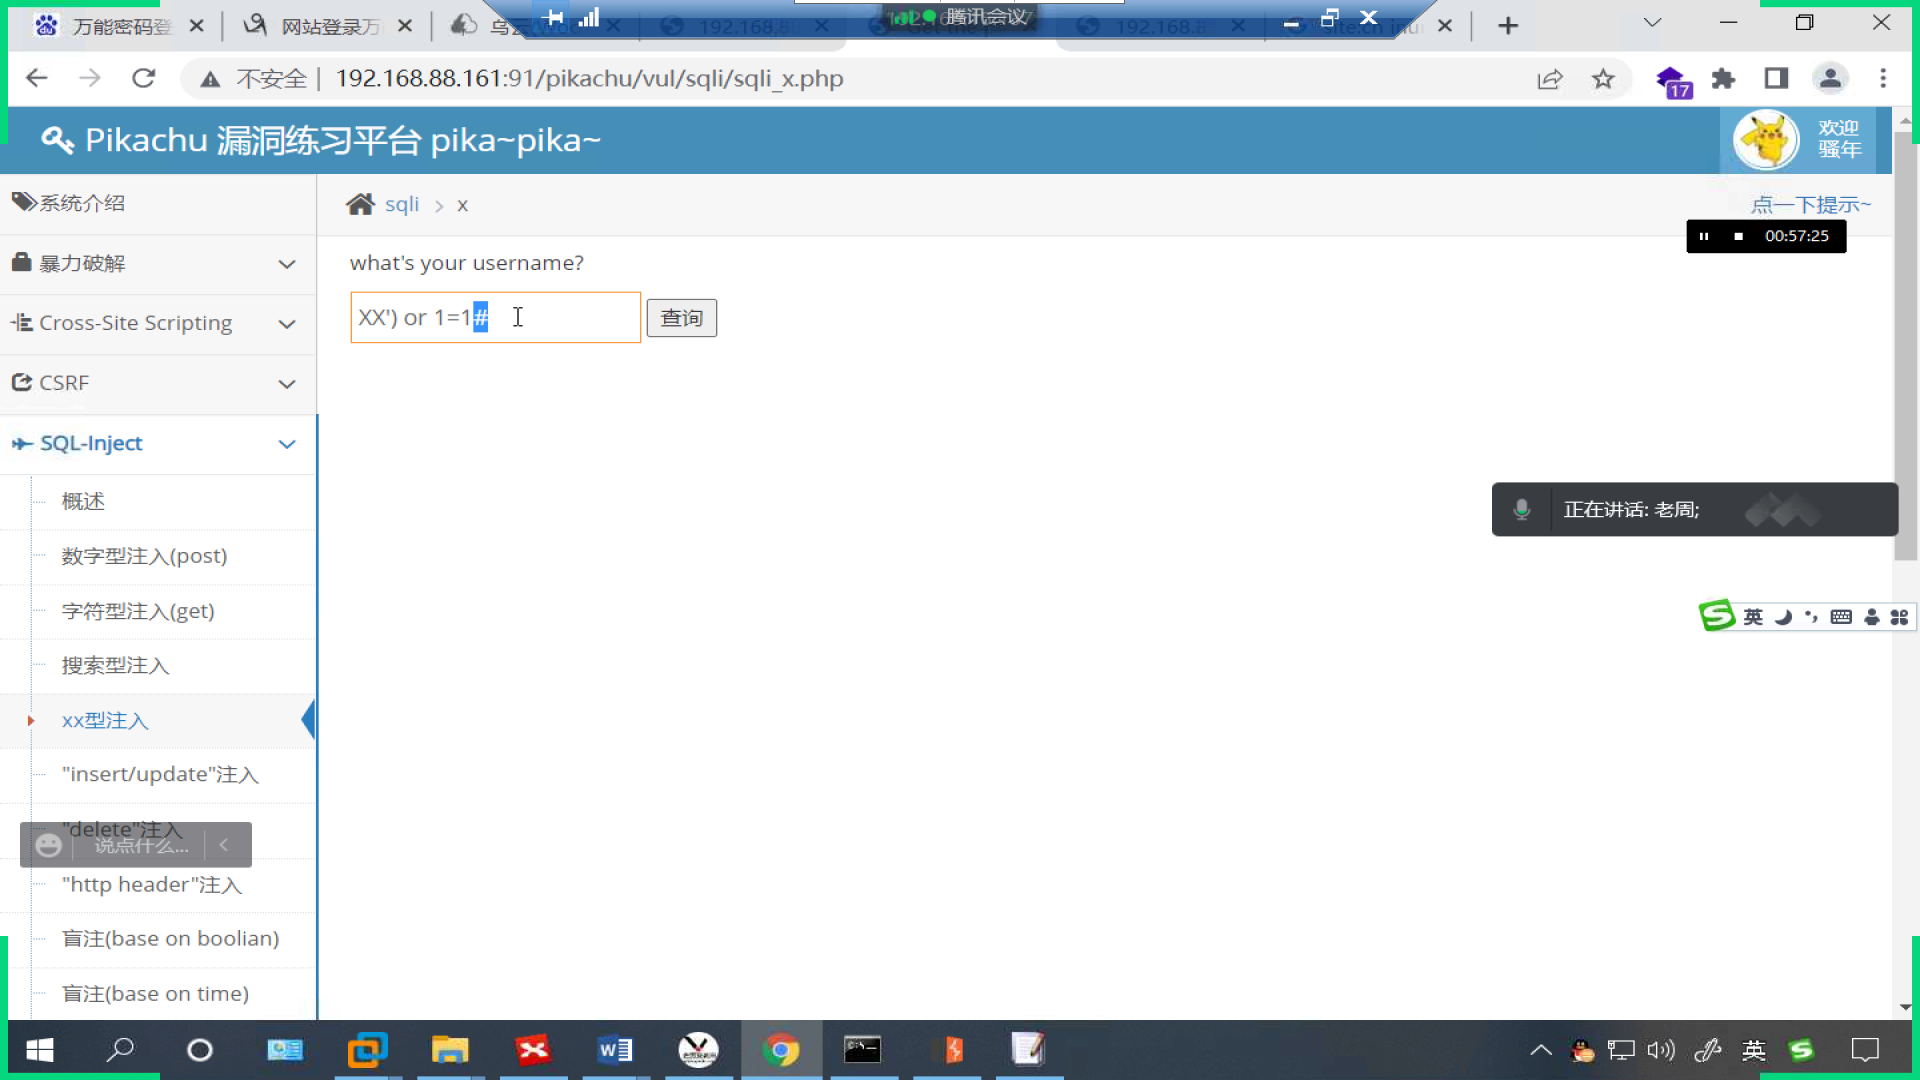 万能密码登
网站登录万
乌云
192.168.8
腾讯会议
192.168.8
site.cn inu
不安全
192.168.88.161:91/pikachu/vul/sqli/sqli_x.php
17
Pikachu 漏洞练习平台 pika~pika~
欢迎
骚年
系统介绍
sqli > x
点一下提示~
00:57:25
暴力破解
what's your username?
XX') or 1=1#
查询
Cross-Site Scripting
CSRF
SQL-Inject
概述
正在讲话: 老周;
数字型注入(post)
字符型注入(get)
英
搜索型注入
xx型注入
"insert/update"注入
"delete"注入
说点什么...
"http header"注入
盲注(base on boolian)
盲注(base on time)
英